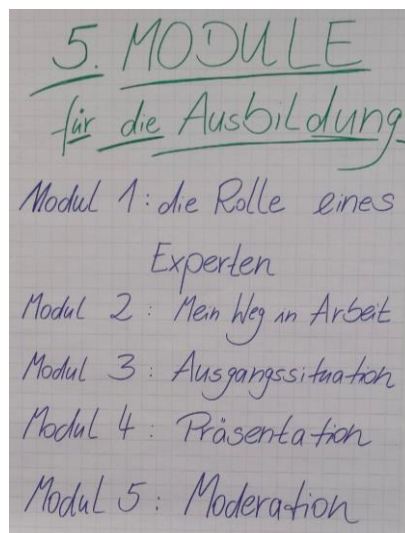 5. MODULE
für die Ausbildung
Modul 1: die Rolle eines
Experten
Modul 2: Mein Weg in Arbeit
Modul 3: Ausgangssituation
Modul 4: Präsentation
Modul 5: Moderation